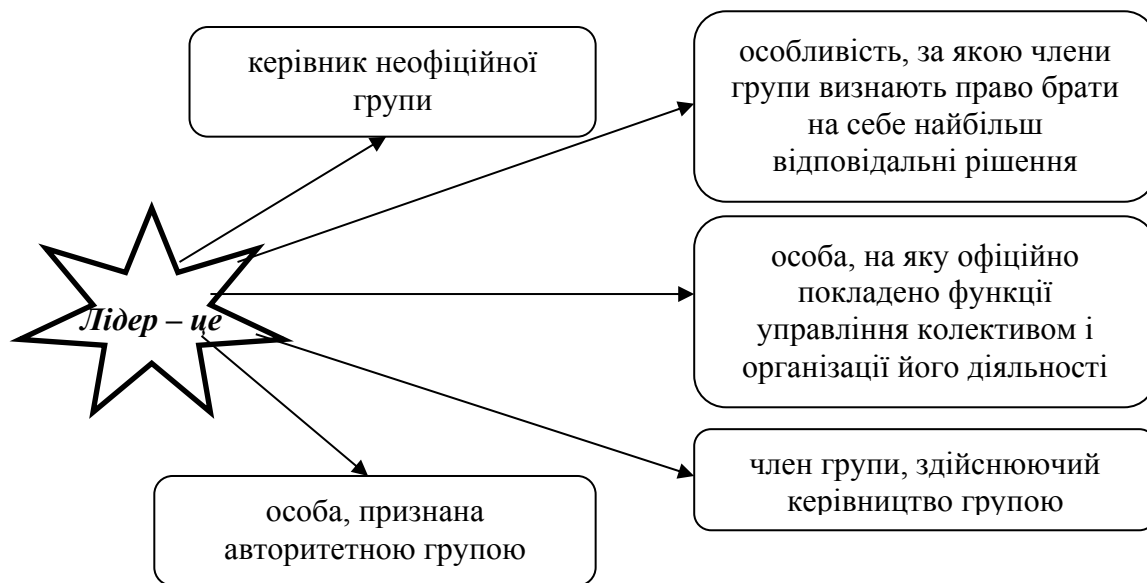 керівник неофіційної
групи
особливість, за якою члени
групи визнають право брати
на себе найбільш
відповідальні рішення
Лідер – це
особа, на яку офіційно
покладено функції
управління колективом і
організації його діяльності
член групи, здійснюючий
керівництво групою
особа, признана
авторитетною групою